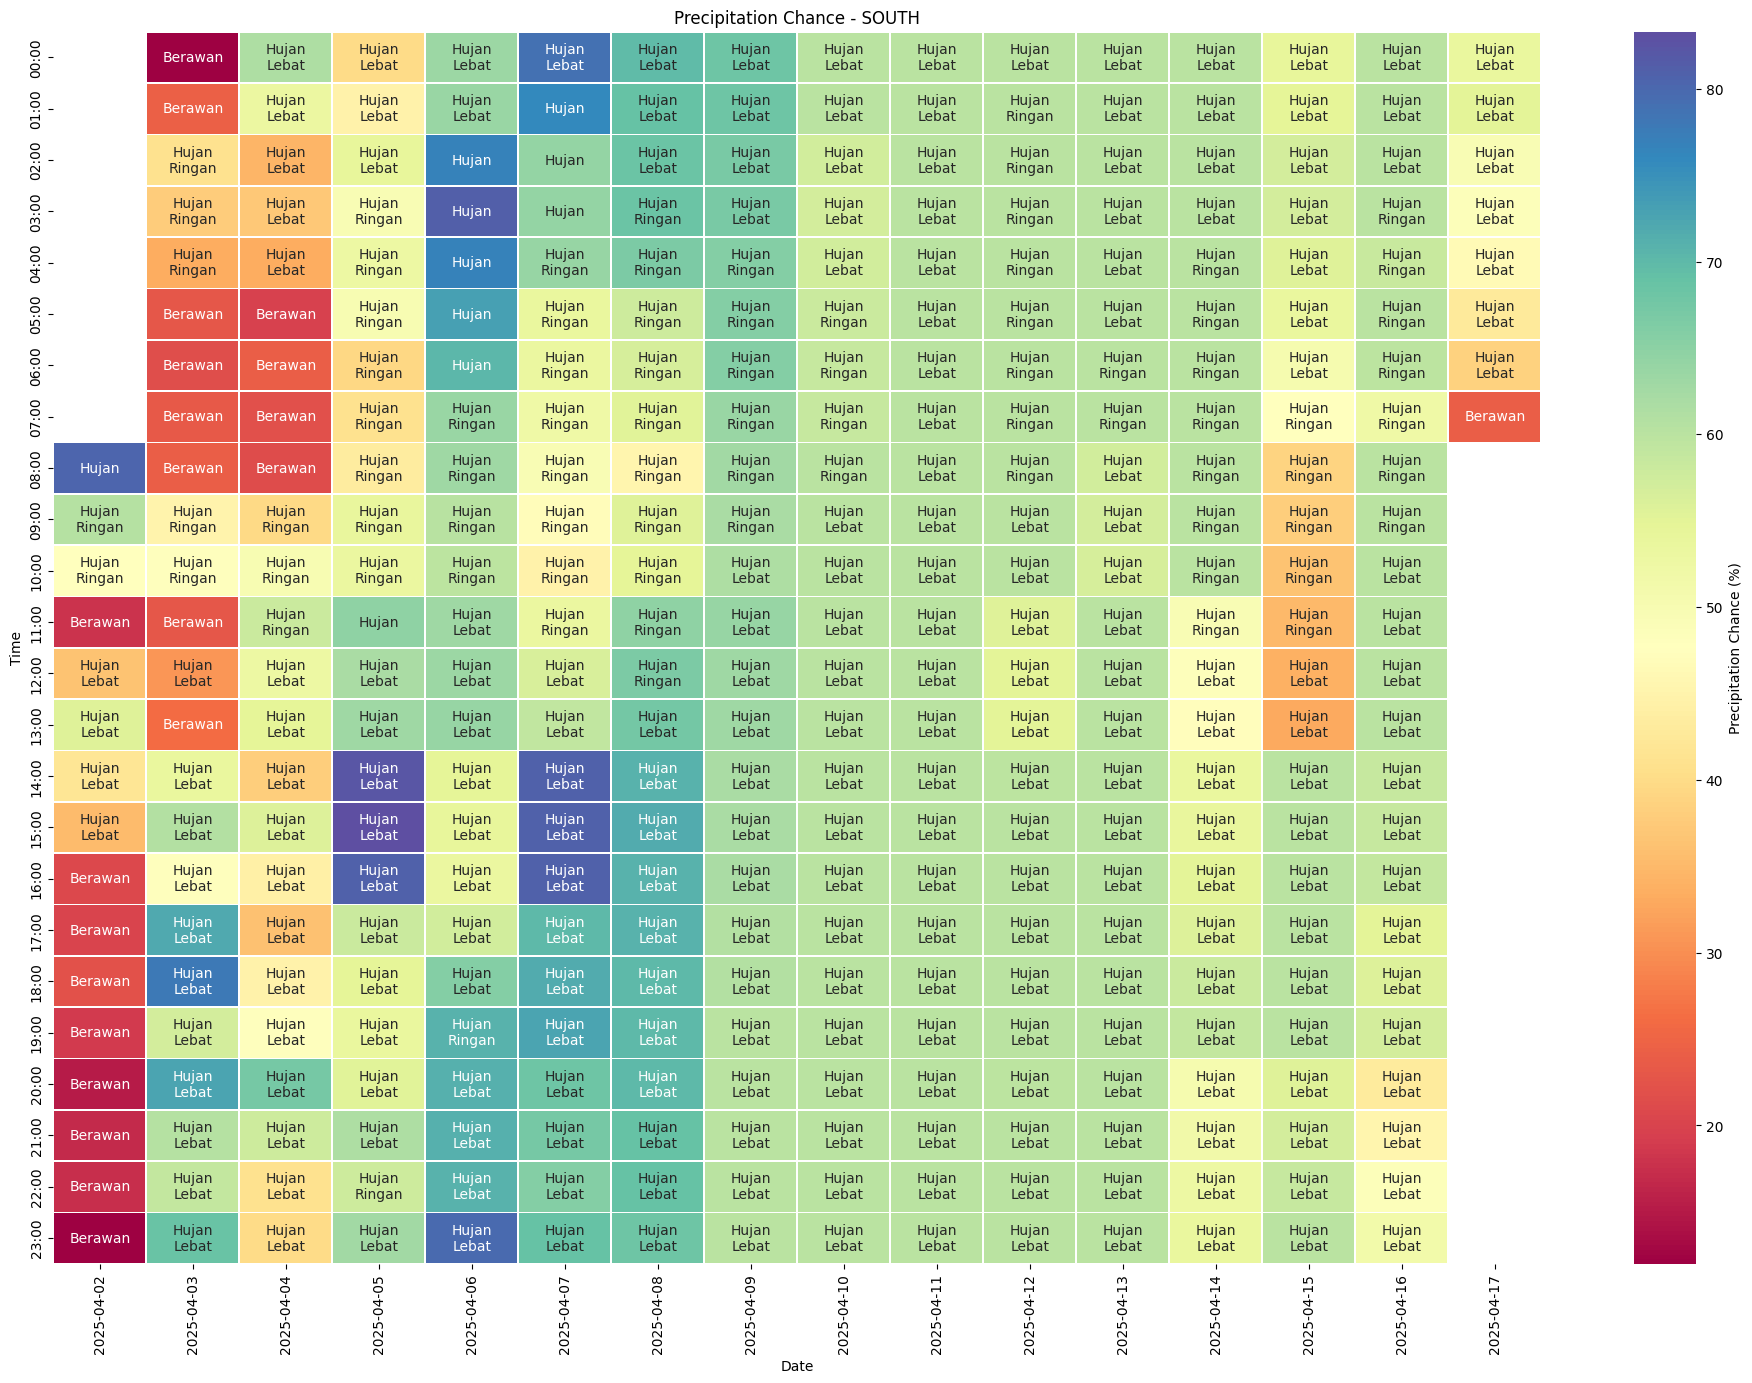 Precipitation Chance - SOUTH
00:00 Berawan Hujan Lebat Hujan Lebat Hujan Lebat Hujan Lebat Hujan Lebat Hujan Lebat Hujan Lebat Hujan Lebat Hujan Lebat Hujan Lebat Hujan Lebat Hujan Lebat Hujan Lebat Hujan Lebat
01:00 Berawan Hujan Lebat Hujan Lebat Hujan Lebat Hujan Hujan Lebat Hujan Lebat Hujan Lebat Hujan Lebat Hujan Ringan Hujan Lebat Hujan Lebat Hujan Lebat Hujan Lebat Hujan Lebat
02:00 Hujan Ringan Hujan Lebat Hujan Lebat Hujan Hujan Hujan Lebat Hujan Lebat Hujan Lebat Hujan Lebat Hujan Ringan Hujan Lebat Hujan Lebat Hujan Lebat Hujan Lebat Hujan Lebat
03:00 Hujan Ringan Hujan Lebat Hujan Ringan Hujan Hujan Hujan Ringan Hujan Lebat Hujan Lebat Hujan Lebat Hujan Ringan Hujan Lebat Hujan Lebat Hujan Lebat Hujan Ringan Hujan Lebat
04:00 Hujan Ringan Hujan Lebat Hujan Ringan Hujan Hujan Ringan Hujan Ringan Hujan Ringan Hujan Lebat Hujan Lebat Hujan Ringan Hujan Lebat Hujan Ringan Hujan Lebat Hujan Ringan Hujan Lebat
05:00 Berawan Berawan Hujan Ringan Hujan Hujan Ringan Hujan Ringan Hujan Ringan Hujan Ringan Hujan Lebat Hujan Ringan Hujan Lebat Hujan Ringan Hujan Lebat Hujan Ringan Hujan Lebat
06:00 Berawan Berawan Hujan Ringan Hujan Hujan Ringan Hujan Ringan Hujan Ringan Hujan Ringan Hujan Lebat Hujan Ringan Hujan Ringan Hujan Ringan Hujan Lebat Hujan Ringan Hujan Lebat
07:00 Berawan Berawan Hujan Ringan Hujan Ringan Hujan Ringan Hujan Ringan Hujan Ringan Hujan Ringan Hujan Lebat Hujan Ringan Hujan Ringan Hujan Ringan Hujan Ringan Hujan Ringan Berawan
08:00 Hujan Berawan Berawan Hujan Ringan Hujan Ringan Hujan Ringan Hujan Ringan Hujan Ringan Hujan Ringan Hujan Lebat Hujan Ringan Hujan Lebat Hujan Ringan Hujan Ringan Hujan Ringan
09:00 Hujan Ringan Hujan Ringan Hujan Ringan Hujan Ringan Hujan Ringan Hujan Ringan Hujan Ringan Hujan Ringan Hujan Lebat Hujan Lebat Hujan Lebat Hujan Lebat Hujan Ringan Hujan Ringan Hujan Ringan
10:00 Hujan Ringan Hujan Ringan Hujan Ringan Hujan Ringan Hujan Ringan Hujan Ringan Hujan Ringan Hujan Lebat Hujan Lebat Hujan Lebat Hujan Lebat Hujan Lebat Hujan Ringan Hujan Ringan Hujan Lebat
11:00 Berawan Berawan Hujan Ringan Hujan Hujan Lebat Hujan Ringan Hujan Ringan Hujan Lebat Hujan Lebat Hujan Lebat Hujan Lebat Hujan Lebat Hujan Ringan Hujan Ringan Hujan Lebat
12:00 Hujan Lebat Hujan Lebat Hujan Lebat Hujan Lebat Hujan Lebat Hujan Lebat Hujan Ringan Hujan Lebat Hujan Lebat Hujan Lebat Hujan Lebat Hujan Lebat Hujan Lebat Hujan Lebat Hujan Lebat
13:00 Hujan Lebat Berawan Hujan Lebat Hujan Lebat Hujan Lebat Hujan Lebat Hujan Lebat Hujan Lebat Hujan Lebat Hujan Lebat Hujan Lebat Hujan Lebat Hujan Lebat Hujan Lebat Hujan Lebat
14:00 Hujan Lebat Hujan Lebat Hujan Lebat Hujan Lebat Hujan Lebat Hujan Lebat Hujan Lebat Hujan Lebat Hujan Lebat Hujan Lebat Hujan Lebat Hujan Lebat Hujan Lebat Hujan Lebat Hujan Lebat
15:00 Hujan Lebat Hujan Lebat Hujan Lebat Hujan Lebat Hujan Lebat Hujan Lebat Hujan Lebat Hujan Lebat Hujan Lebat Hujan Lebat Hujan Lebat Hujan Lebat Hujan Lebat Hujan Lebat Hujan Lebat
16:00 Berawan Hujan Lebat Hujan Lebat Hujan Lebat Hujan Lebat Hujan Lebat Hujan Lebat Hujan Lebat Hujan Lebat Hujan Lebat Hujan Lebat Hujan Lebat Hujan Lebat Hujan Lebat Hujan Lebat
17:00 Berawan Hujan Lebat Hujan Lebat Hujan Lebat Hujan Lebat Hujan Lebat Hujan Lebat Hujan Lebat Hujan Lebat Hujan Lebat Hujan Lebat Hujan Lebat Hujan Lebat Hujan Lebat Hujan Lebat
18:00 Berawan Hujan Lebat Hujan Lebat Hujan Lebat Hujan Lebat Hujan Lebat Hujan Lebat Hujan Lebat Hujan Lebat Hujan Lebat Hujan Lebat Hujan Lebat Hujan Lebat Hujan Lebat Hujan Lebat
19:00 Berawan Hujan Lebat Hujan Lebat Hujan Lebat Hujan Ringan Hujan Lebat Hujan Lebat Hujan Lebat Hujan Lebat Hujan Lebat Hujan Lebat Hujan Lebat Hujan Lebat Hujan Lebat Hujan Lebat
20:00 Berawan Hujan Lebat Hujan Lebat Hujan Lebat Hujan Lebat Hujan Lebat Hujan Lebat Hujan Lebat Hujan Lebat Hujan Lebat Hujan Lebat Hujan Lebat Hujan Lebat Hujan Lebat Hujan Lebat
21:00 Berawan Hujan Lebat Hujan Lebat Hujan Lebat Hujan Lebat Hujan Lebat Hujan Lebat Hujan Lebat Hujan Lebat Hujan Lebat Hujan Lebat Hujan Lebat Hujan Lebat Hujan Lebat Hujan Lebat
22:00 Berawan Hujan Lebat Hujan Lebat Hujan Ringan Hujan Lebat Hujan Lebat Hujan Lebat Hujan Lebat Hujan Lebat Hujan Lebat Hujan Lebat Hujan Lebat Hujan Lebat Hujan Lebat Hujan Lebat
23:00 Berawan Hujan Lebat Hujan Lebat Hujan Lebat Hujan Lebat Hujan Lebat Hujan Lebat Hujan Lebat Hujan Lebat Hujan Lebat Hujan Lebat Hujan Lebat Hujan Lebat Hujan Lebat Hujan Lebat
Time
2025-04-02
2025-04-03
2025-04-04
2025-04-05
2025-04-06
2025-04-07
2025-04-08
2025-04-09
2025-04-10
2025-04-11
2025-04-12
2025-04-13
2025-04-14
2025-04-15
2025-04-16
2025-04-17
Date
80
70
60
50
40
30
20
Precipitation Chance (%)